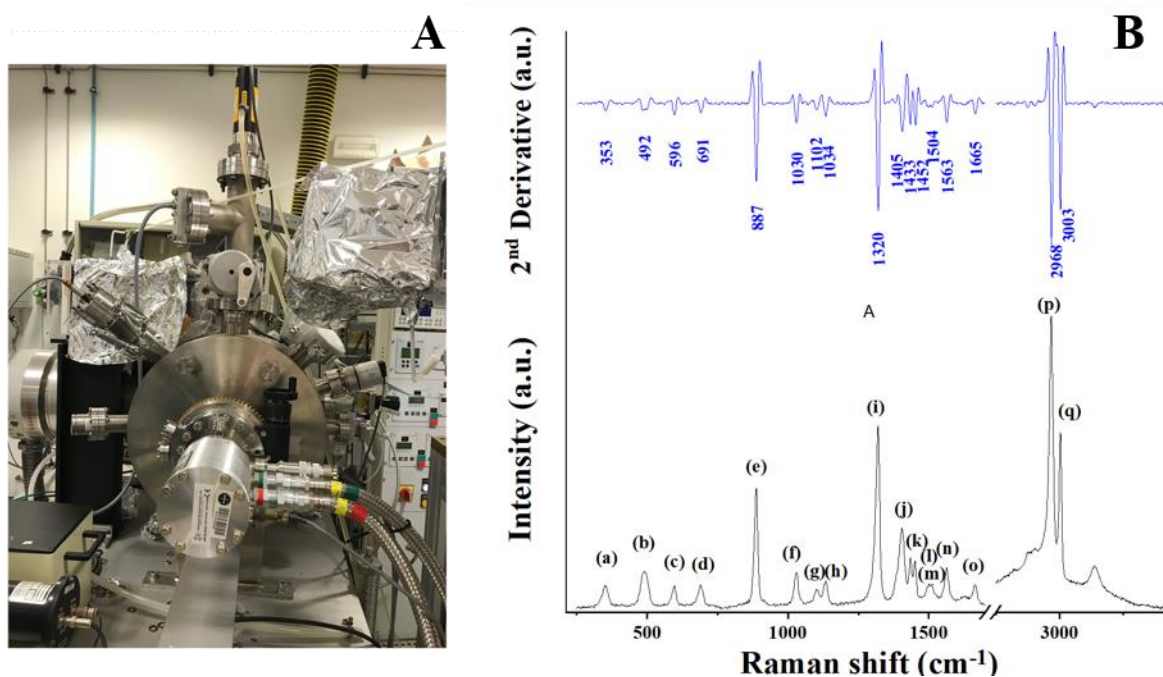 A
B
2nd Derivative (a.u.)
353
492
596
691
887
1030
1102
1034
1320
1405
1433
1452
1504
1563
1665
2968
3003
A
Intensity (a.u.)
(a)
(b)
(c)
(d)
(e)
(f)
(g)
(h)
(i)
(j)
(k)
(l)
(m)
(n)
(o)
(p)
(q)
500
1000
1500
3000
Raman shift (cm-1)